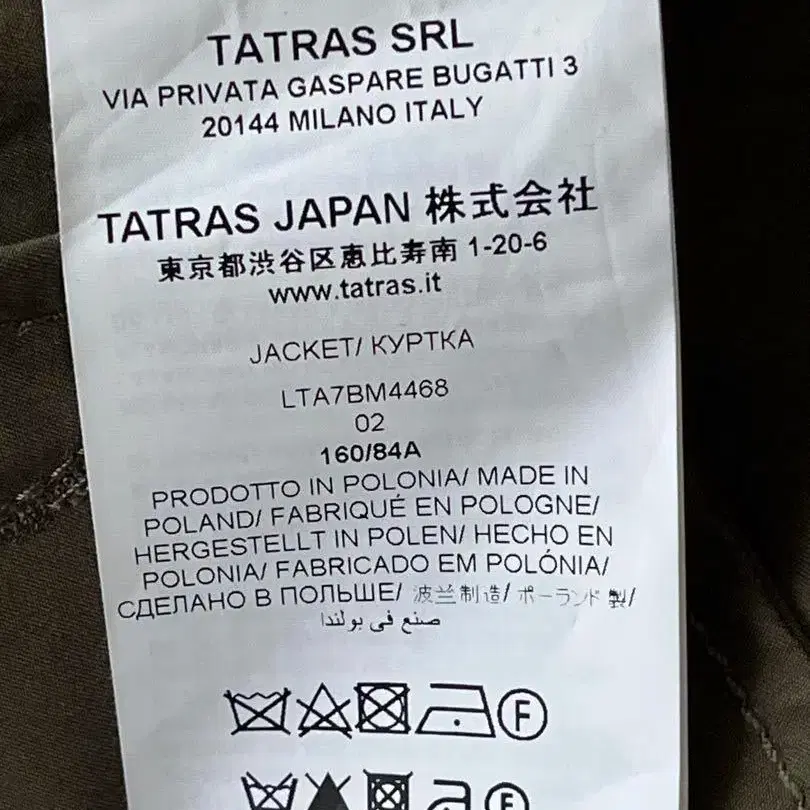 TATRAS SRL
VIA PRIVATA GASPARE BUGATTI 3
20144 MILANO ITALY
TATRAS JAPAN 株式会社
東京都渋谷区恵比寿南 1-20-6
www.tatras.it
JACKET/ КУРТКА
LTA7BM4468
02
160/84A
PRODOTTO IN POLONIA/ MADE IN
POLAND/ FABRIQUÉ EN POLOGNE/
HERGESTELLT IN POLEN/ HECHO EN
POLONIA/ FABRICADO EM POLÓNIA/
СДЕЛАНО В ПОЛЬШЕ/ 波兰制造/ ポーランド 製/
صنع في بولندا
F
F